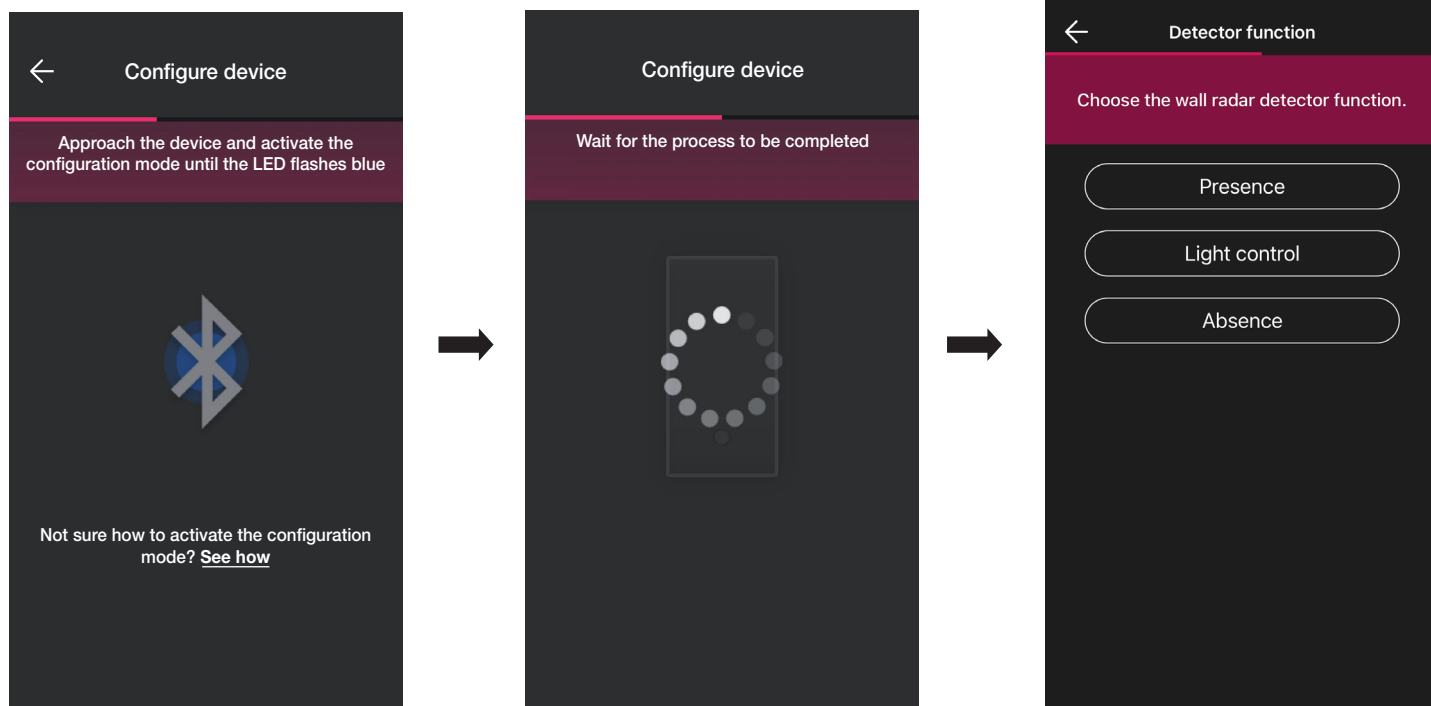 Configure device
Approach the device and activate the
configuration mode until the LED flashes blue
Not sure how to activate the configuration
mode? See how
Configure device
Wait for the process to be completed
Detector function
Choose the wall radar detector function.
Presence
Light control
Absence